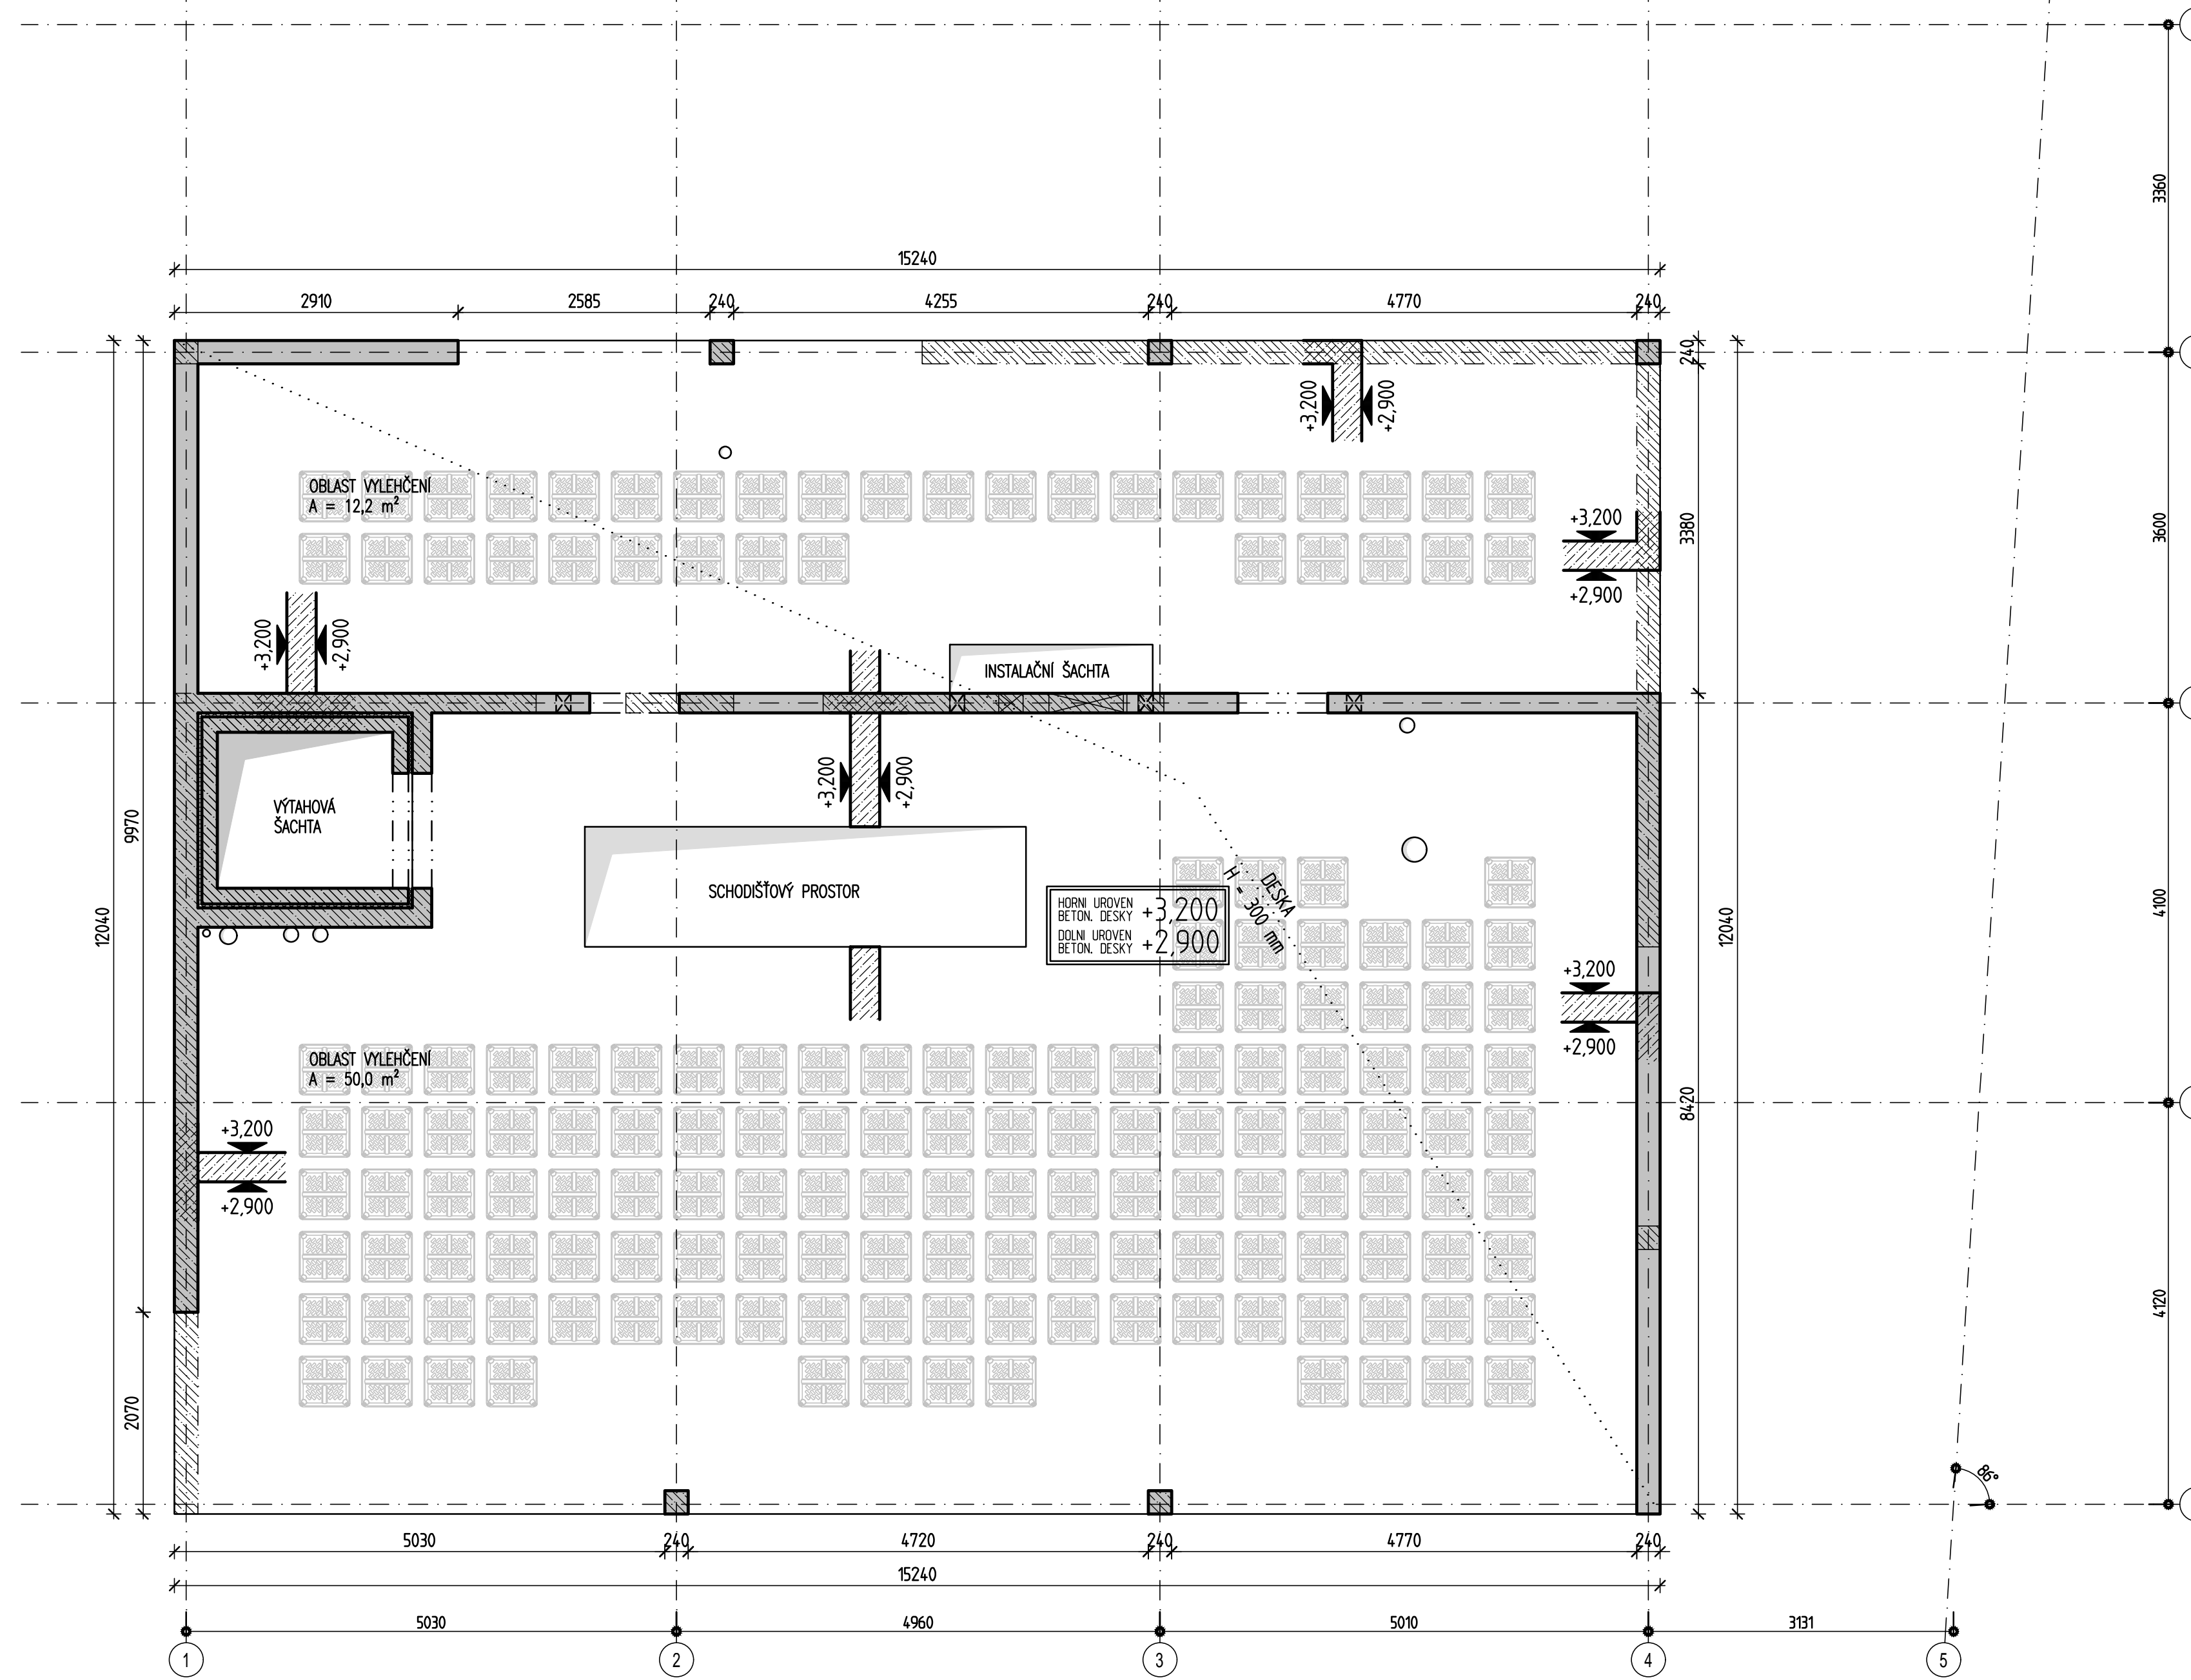 15240
2910 2585 240 4255 240 4770 240
3360
240
+3,200
+2,900
OBLAST VYLEHČENÍ
A = 12,2 m²
+3,200
3380
3600
+2,900
+3,200
+2,900
INSTALAČNÍ ŠACHTA
+3,200
+2,900
VÝTAHOVÁ
ŠACHTA
9970
12040
SCHODIŠŤOVÝ PROSTOR
DESKA
H = 300 mm
HORNI UROVEN
BETON. DESKY +3,200
DOLNI UROVEN
BETON. DESKY +2,900
4100
12040
+3,200
+2,900
OBLAST VYLEHČENÍ
A = 50,0 m²
8420
+3,200
+2,900
4120
2070
86°
5030 240 4720 240 4770 240
15240
5030 4960 5010 3131
1 2 3 4 5